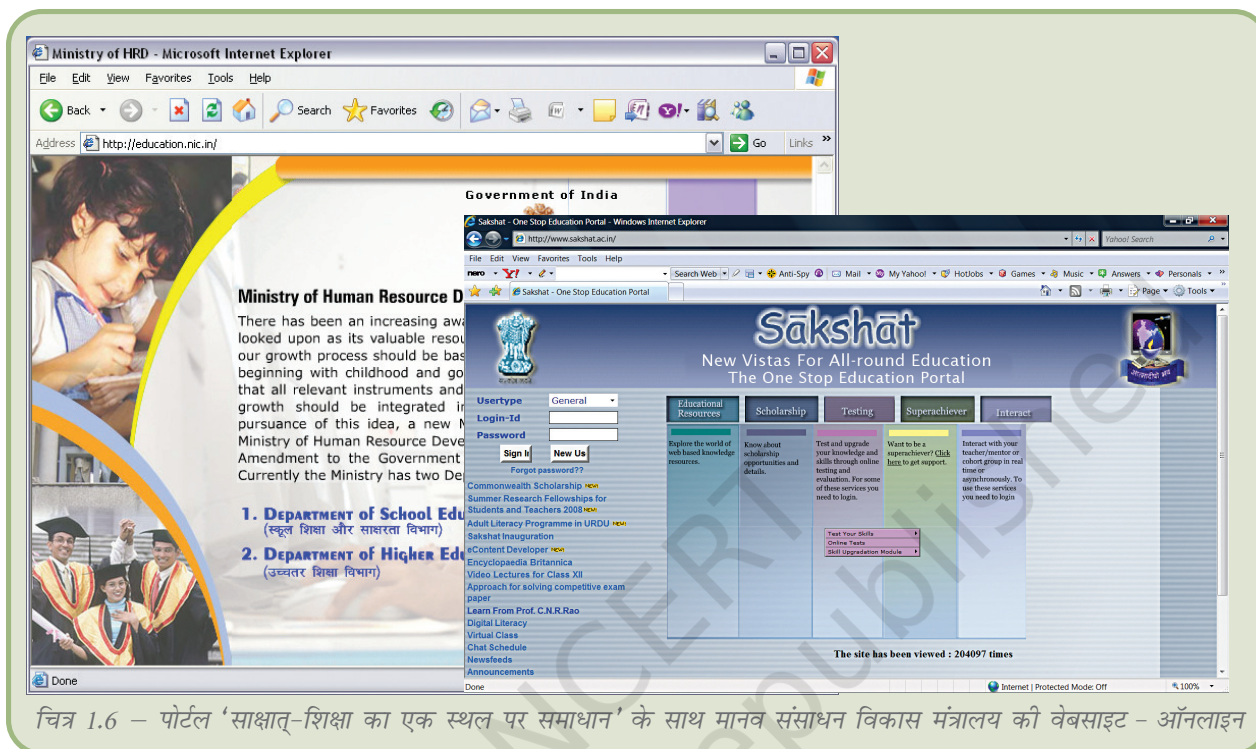 Ministry of HRD - Microsoft Internet Explorer
File Edit View Favorites Tools Help
Back Search Favorites
Address http://education.nic.in/ Go Links »
Government of India
Ministry of Human Resource D
There has been an increasing awa
looked upon as its valuable resou
our growth process should be bas
beginning with childhood and go
that all relevant instruments and
growth should be integrated in
pursuance of this idea, a new M
Ministry of Human Resource Deve
Amendment to the Government
Currently the Ministry has two De
1. Department of School Edu
(स्कूल शिक्षा और साक्षरता विभाग)
2. Department of Higher Edu
(उच्चतर शिक्षा विभाग)
Done
Sakshat - One Stop Education Portal - Windows Internet Explorer
http://www.sakshat.ac.in/ Yahoo! Search
File Edit View Favorites Tools Help
nero Y! Search Web Anti-Spy Mail My Yahoo! HotJobs Games Music Answers Personals »
Sakshat - One Stop Education Portal Page Tools
Sākshāt
New Vistas For All-round Education
The One Stop Education Portal
Usertype General
Login-Id
Password
Sign In New Us
Forgot password??
Commonwealth Scholarship NEW!
Summer Research Fellowships for
Students and Teachers 2008 NEW!
Adult Literacy Programme in URDU NEW!
Sakshat Inauguration
eContent Developer NEW!
Encyclopaedia Britannica
Video Lectures for Class XII
Approach for solving competitive exam
paper
Learn From Prof. C.N.R.Rao
Digital Literacy
Virtual Class
Chat Schedule
Newsfeeds
Announcements
Educational
Resources
Explore the world of
web based knowledge
resources.
Scholarship
Know about
scholarship
opportunities and
details.
Testing
Test and upgrade
your knowledge and
skills through online
testing and
evaluation. For some
of these services you
need to login.
Test Your Skills
Online Tests
Skill Upgradation Module
Superachiever
Want to be a
superachiever? Click
here to get support.
Interact
Interact with your
teacher/mentor or
cohort group in real
time or
asynchronously. To
use these services
you need to login
The site has been viewed : 204097 times
Done Internet | Protected Mode: Off 100%
चित्र 1.6 – पोर्टल ‘साक्षात्-शिक्षा का एक स्थल पर समाधान’ के साथ मानव संसाधन विकास मंत्रालय की वेबसाइट – ऑनलाइन